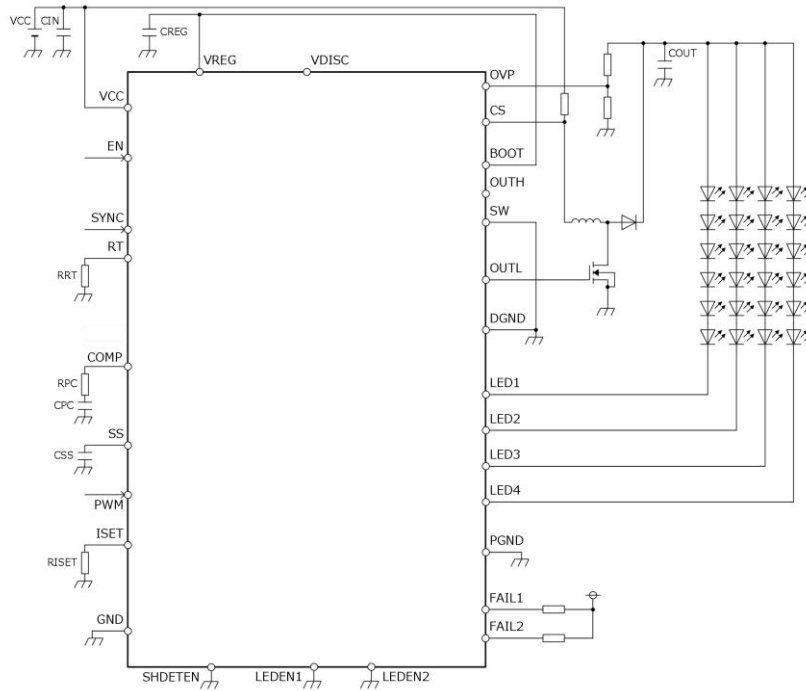 VCC
CIN
CREG
VREG
VDISC
COUT
OVP
VCC
CS
EN
BOOT
OUTH
SYNC
SW
RT
RRT
OUTL
DGND
COMP
RPC
CPC
LED1
LED2
SS
CSS
LED3
LED4
PWM
ISET
RISET
PGND
FAIL1
GND
FAIL2
SHDETEN
LEDEN1
LEDEN2